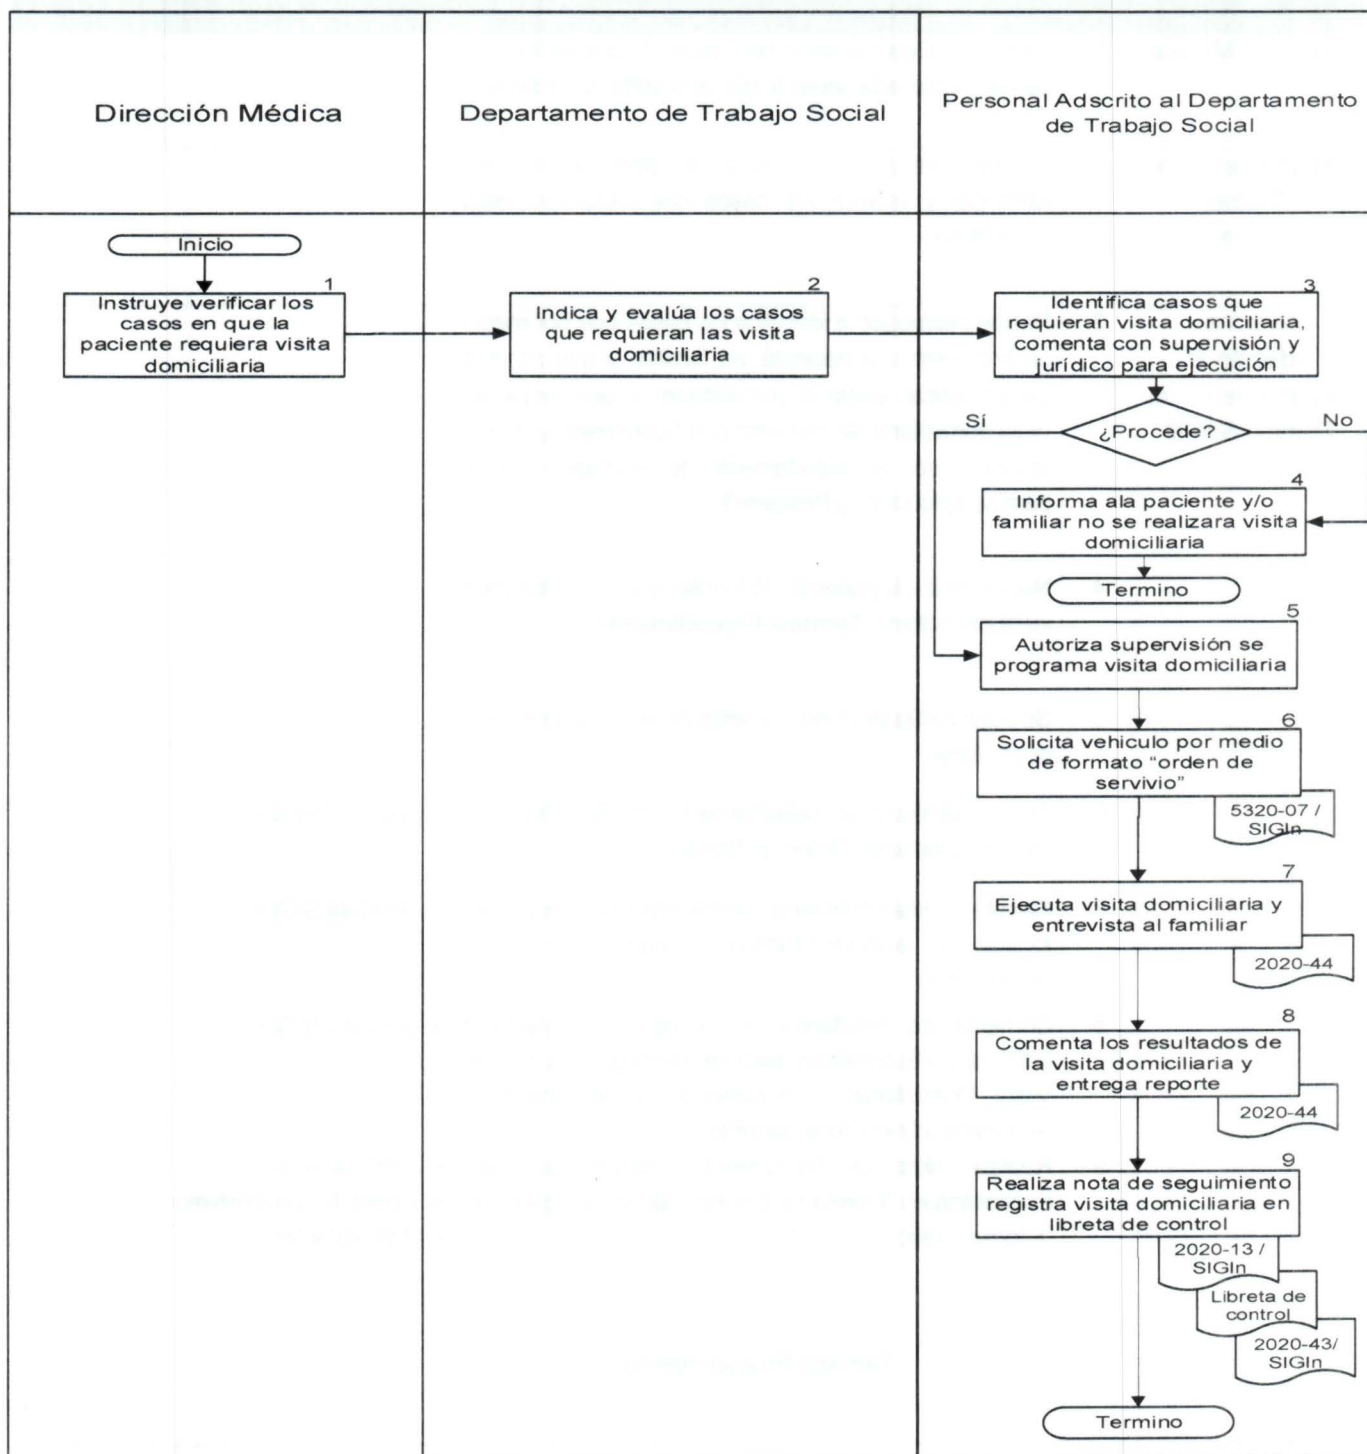 Dirección Médica
Departamento de Trabajo Social
Personal Adscrito al Departamento
de Trabajo Social
Inicio
1
Instruye verificar los
casos en que la
paciente requiera visita
domiciliaria
2
Indica y evalúa los casos
que requieran las visita
domiciliaria
3
Identifica casos que
requieran visita domiciliaria,
comenta con supervisión y
jurídico para ejecución
Sí
¿Procede?
No
4
Informa ala paciente y/o
familiar no se realizara visita
domiciliaria
Termino
5
Autoriza supervisión se
programa visita domiciliaria
6
Solicita vehiculo por medio
de formato “orden de
servivio”
5320-07 /
SIGIn
7
Ejecuta visita domiciliaria y
entrevista al familiar
2020-44
8
Comenta los resultados de
la visita domiciliaria y
entrega reporte
2020-44
9
Realiza nota de seguimiento
registra visita domiciliaria en
libreta de control
2020-13 /
SIGIn
Libreta de
control
2020-43/
SIGIn
Termino